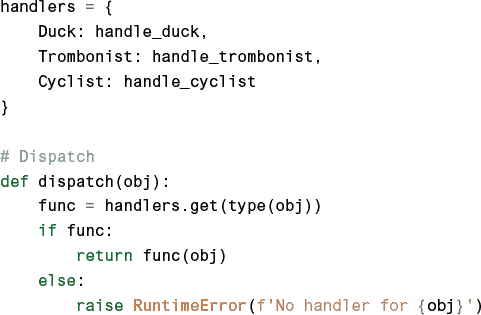 handlers = {
    Duck: handle_duck,
    Trombonist: handle_trombonist,
    Cyclist: handle_cyclist
}

# Dispatch
def dispatch(obj):
    func = handlers.get(type(obj))
    if func:
        return func(obj)
    else:
        raise RuntimeError(f'No handler for {obj}')